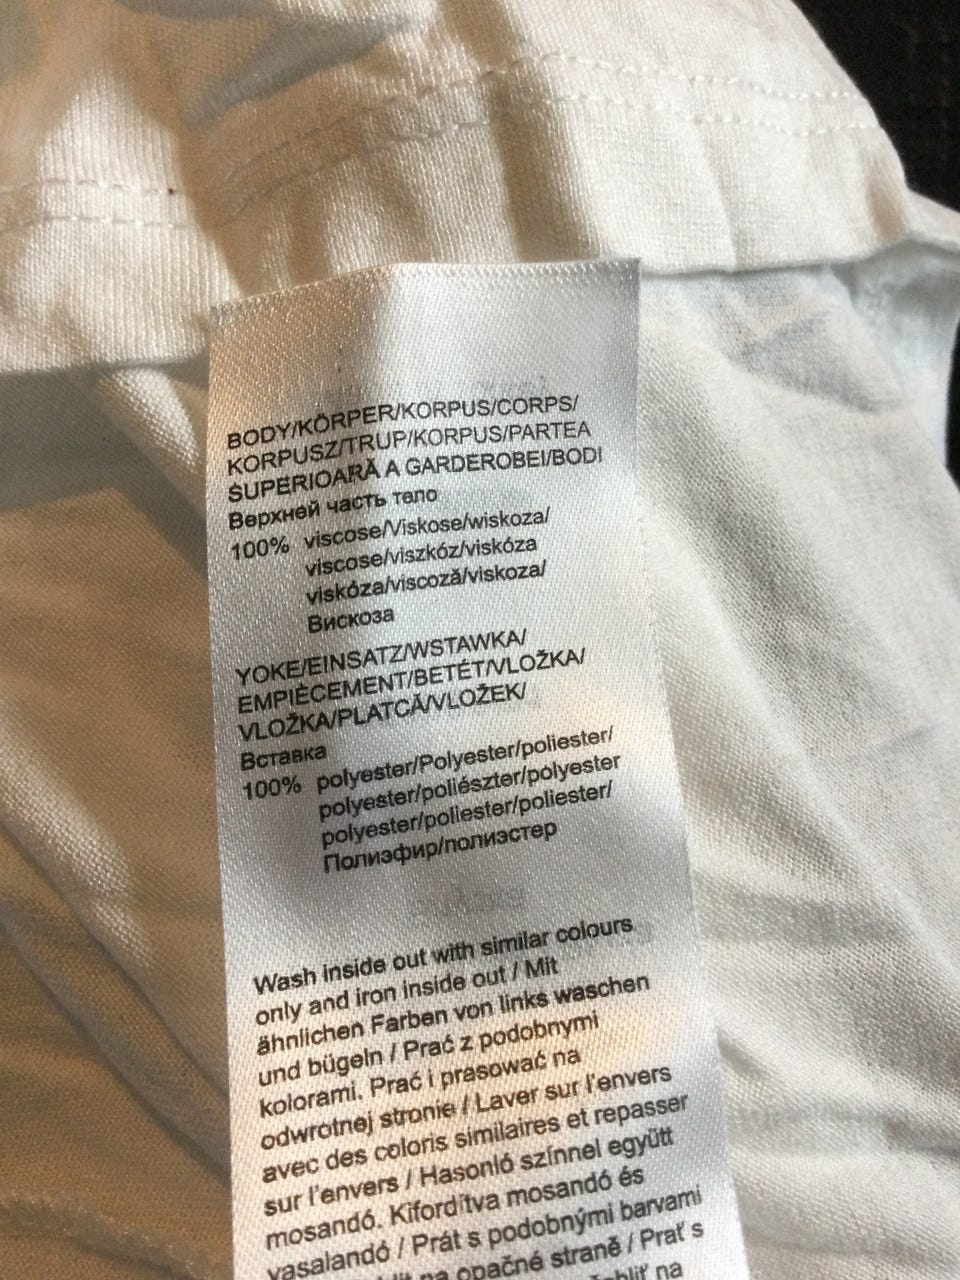 BODY/KÖRPER/KORPUS/CORPS/
KORPUSZ/TRUP/KORPUS/PARTEA
SUPERIOARĂ A GARDEROBEI/BODI
Верхней часть тело
100% viscose/Viskose/wiskoza/
viscose/viszkóz/viskóza
viskóza/viscoză/viskoza/
Вискоза
YOKE/EINSATZ/WSTAWKA/
EMPIÈCEMENT/BETÉT/VLOŽKA/
VLOŽKA/PLATCĂ/VLOŽEK/
Вставка
100% polyester/Polyester/poliester/
polyester/poliészter/polyester
polyester/poliester/poliester/
Полиэфир/полиэстер
Wash inside out with similar colours
only and iron inside out / Mit
ähnlichen Farben von links waschen
und bügeln / Prać z podobnymi
kolorami. Prać i prasować na
odwrotnej stronie / Laver sur l'envers
avec des coloris similaires et repasser
sur l'envers / Hasonló színnel együtt
mosandó. Kifordítva mosandó és
vasalandó / Prát s podobnými barvami
na opačné straně / Prať s
na